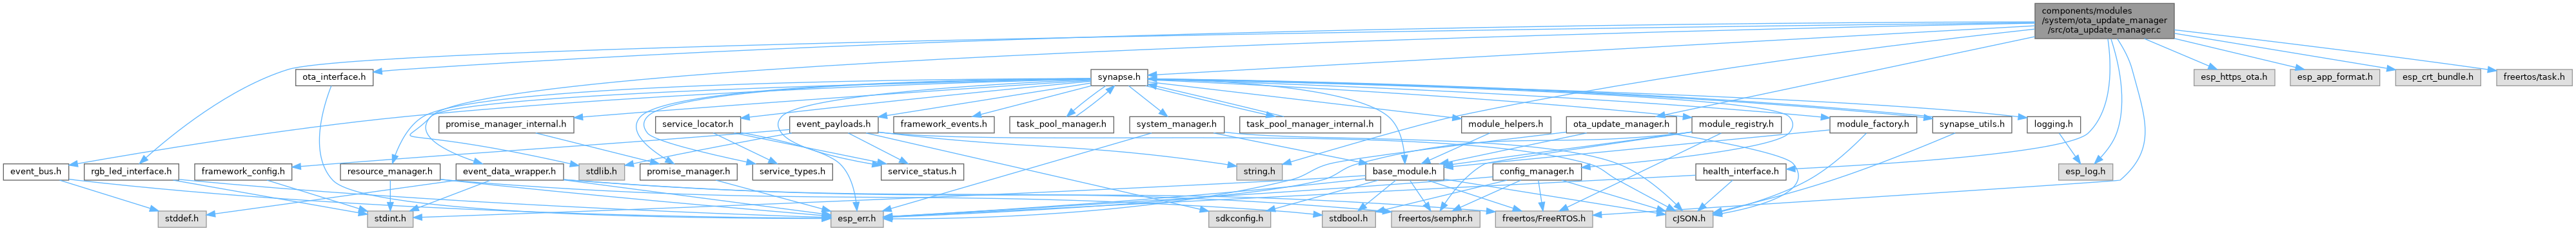 components/modules
/system/ota_update_manager
/src/ota_update_manager.c
ota_interface.h
synapse.h
esp_https_ota.h
esp_app_format.h
esp_crt_bundle.h
freertos/task.h
promise_manager_internal.h
service_locator.h
event_payloads.h
framework_events.h
task_pool_manager.h
system_manager.h
task_pool_manager_internal.h
module_helpers.h
ota_update_manager.h
module_registry.h
module_factory.h
synapse_utils.h
logging.h
event_bus.h
rgb_led_interface.h
framework_config.h
resource_manager.h
event_data_wrapper.h
stdlib.h
promise_manager.h
service_types.h
service_status.h
string.h
base_module.h
config_manager.h
health_interface.h
esp_log.h
stddef.h
stdint.h
esp_err.h
sdkconfig.h
stdbool.h
freertos/semphr.h
freertos/FreeRTOS.h
cJSON.h